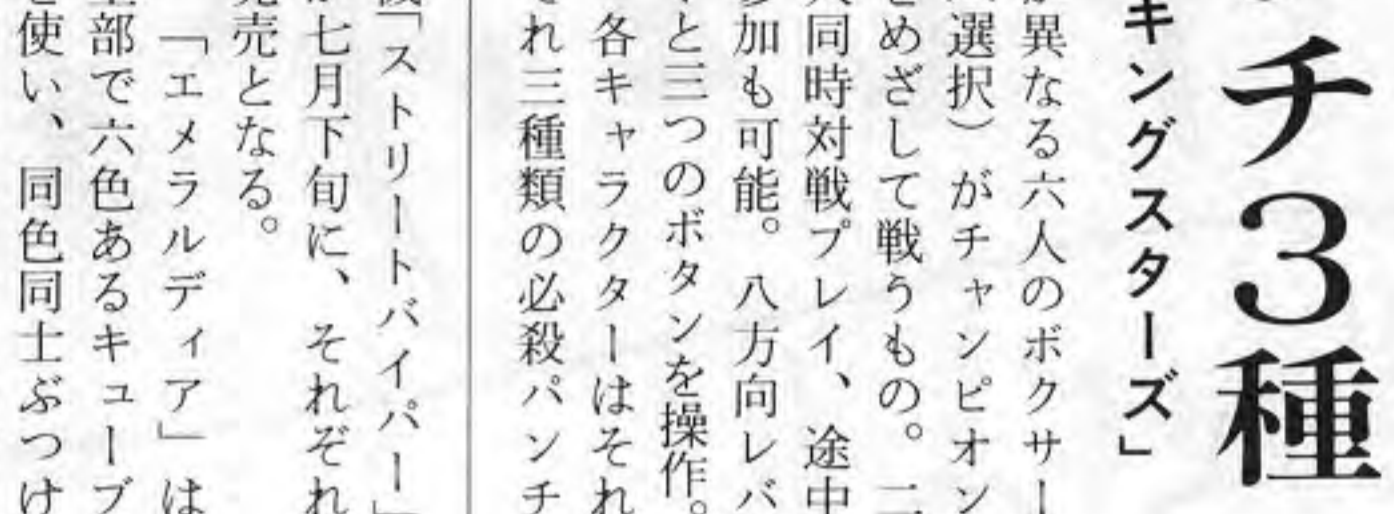 チ3種
キングスターズ」
異なる六人のボクサー
選択）がチャンピオン
をめざして戦うもの。二
人同時対戦プレイ、途中
参加も可能。八方向レバ
ーと三つのボタンを操作。
各キャラクターはそれ
ぞれ三種類の必殺パンチ
「ストリートバイパー」
七月下旬に、それぞれ
発売となる。
「エメラルディア」は
全部で六色あるキューブ
を使い、同色同士ぶつけ